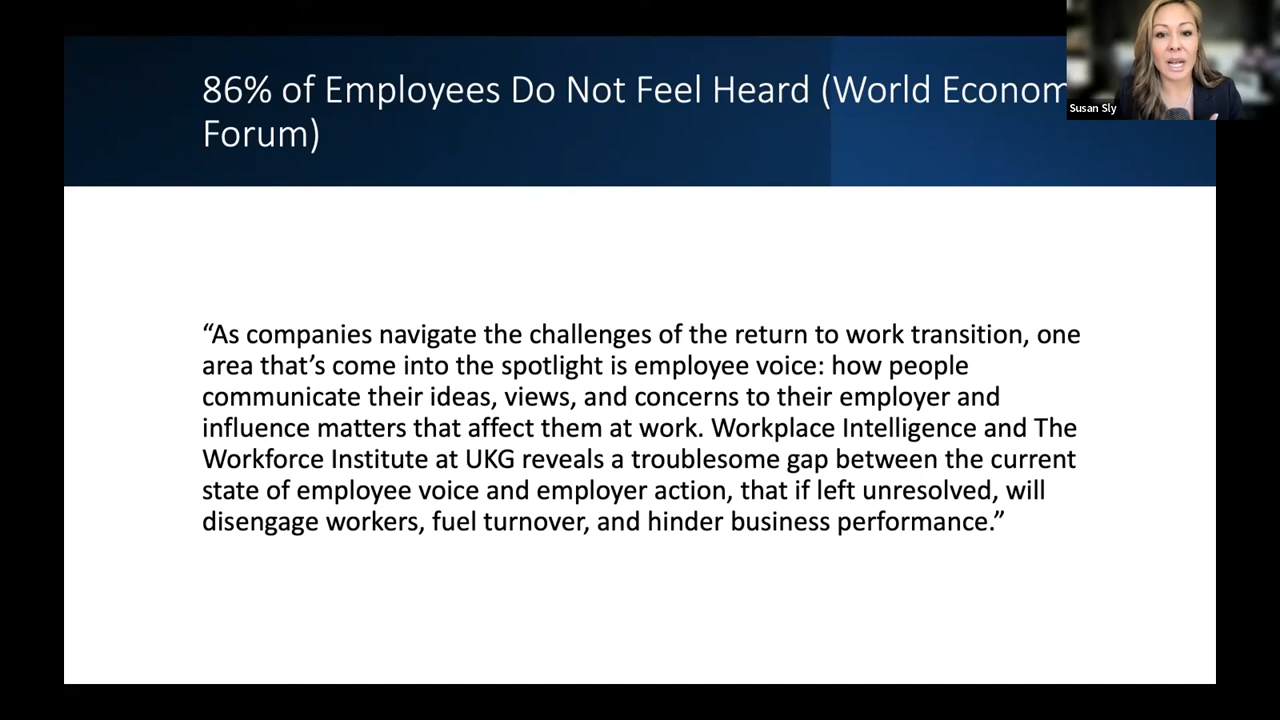 86% of Employees Do Not Feel Heard (World Econom
Forum)
Susan Sly
“As companies navigate the challenges of the return to work transition, one
area that’s come into the spotlight is employee voice: how people
communicate their ideas, views, and concerns to their employer and
influence matters that affect them at work. Workplace Intelligence and The
Workforce Institute at UKG reveals a troublesome gap between the current
state of employee voice and employer action, that if left unresolved, will
disengage workers, fuel turnover, and hinder business performance.”